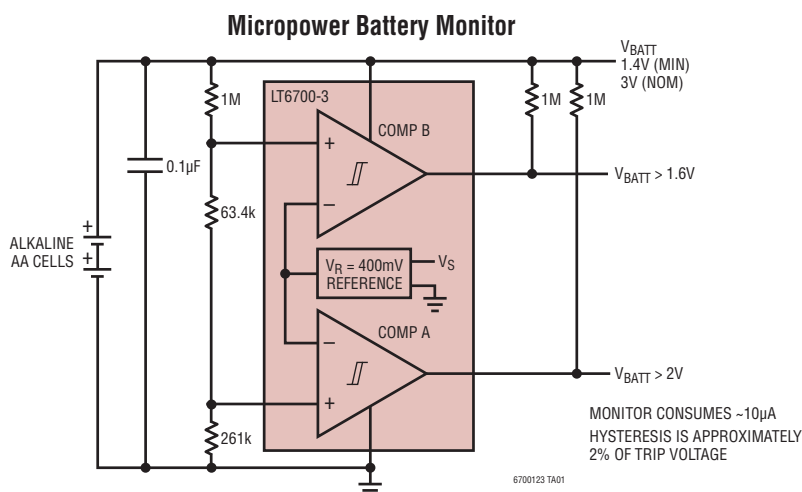 Micropower Battery Monitor
V_BATT
1.4V (MIN)
3V (NOM)
LT6700-3
1M
1M
1M
COMP B
+
0.1µF
V_BATT > 1.6V
–
63.4k
+
ALKALINE
AA CELLS
+
V_R = 400mV
REFERENCE
V_S
COMP A
–
V_BATT > 2V
+
261k
MONITOR CONSUMES ~10µA
HYSTERESIS IS APPROXIMATELY
2% OF TRIP VOLTAGE
6700123 TA01